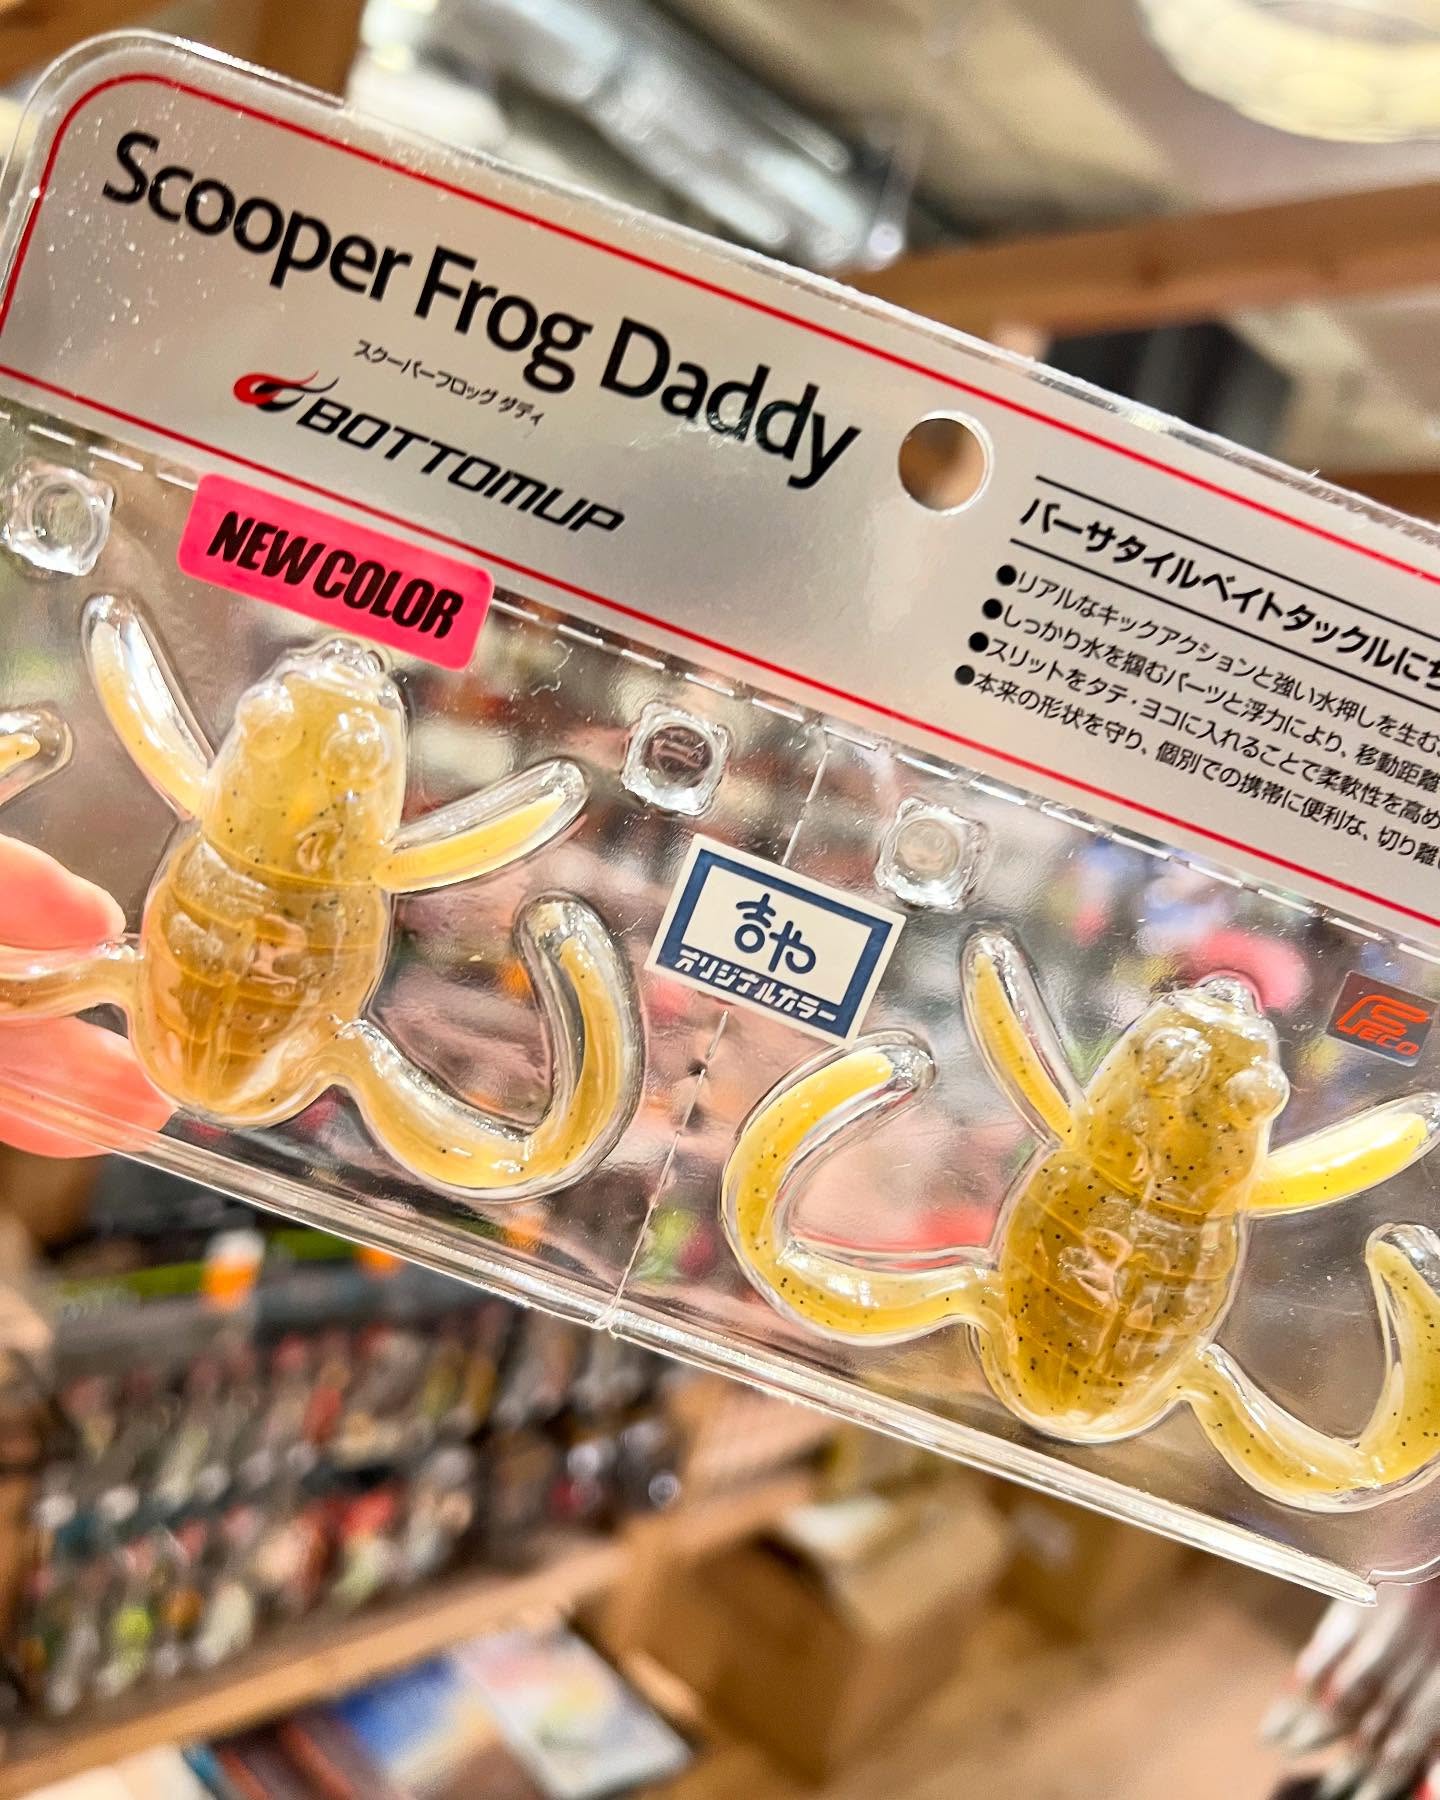 Scooper Frog Daddy
スクーパーフロッグ ダディ
BOTTOMUP
NEW COLOR
バーサタイルベイトタックルにち
●リアルなキックアクションと強い水押しを生む
●しっかり水を掴むパーツと浮力により、移動距離
●スリットをタテ・ヨコに入れることで柔軟性を高め
●本来の形状を守り、個別での携帯に便利な、切り離
オリジナルカラー
FECO